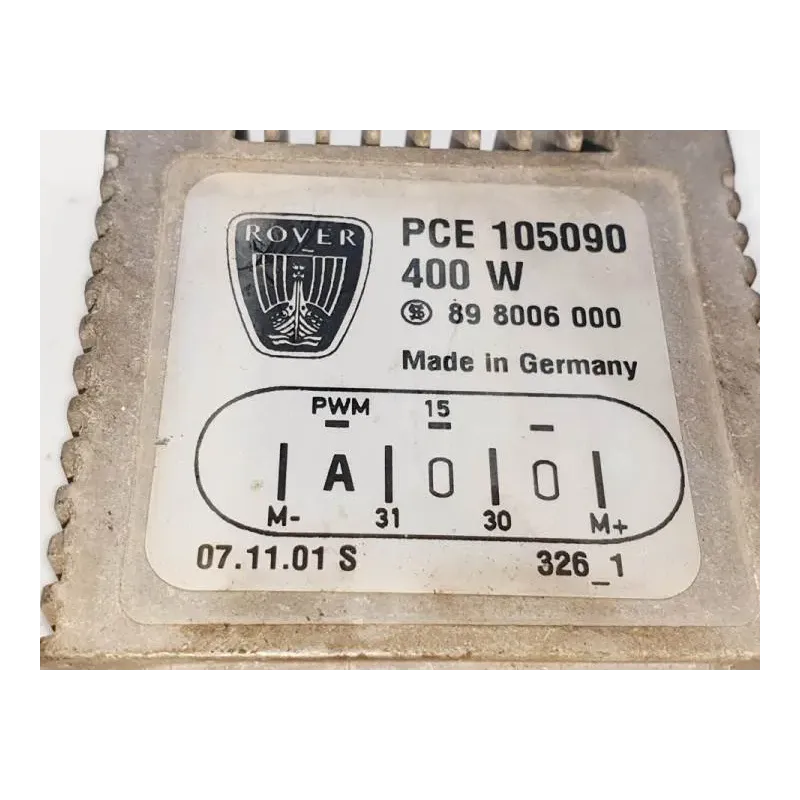 ROVER
PCE 105090
400 W
89 8006 000
Made in Germany
PWM 15
A
M- 31 30 M+
07.11.01 S 326_1